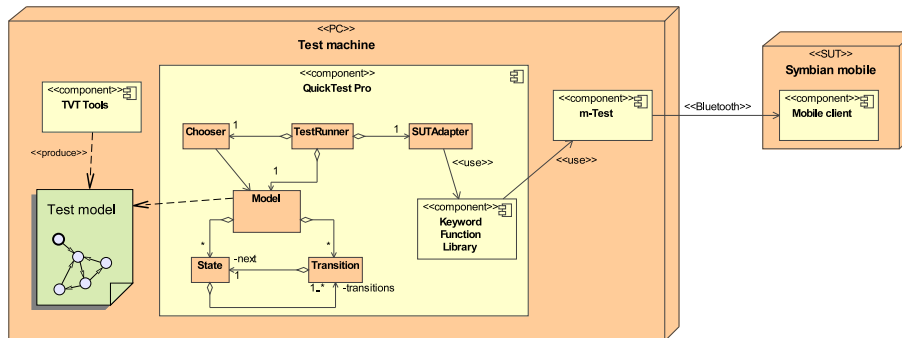 <<PC>>
Test machine
<<component>>
TVT Tools
<<produce>>
Test model
<<component>>
QuickTest Pro
Chooser
1
TestRunner
1
SUTAdapter
1
<<use>>
Model
*
*
State
-next
1
Transition
1..*
-transitions
<<component>>
Keyword
Function
Library
<<use>>
<<component>>
m-Test
<<Bluetooth>>
<<SUT>>
Symbian mobile
<<component>>
Mobile client